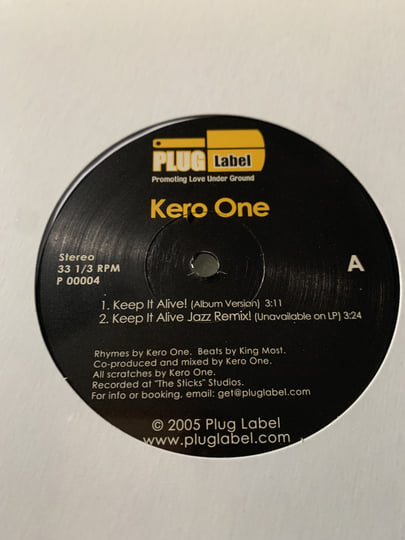 PLUG Label
Promoting Love Under Ground
Kero One
Stereo
33 1/3 RPM
P 00004
A
1. Keep It Alive! (Album Version) 3:11
2. Keep It Alive Jazz Remix! (Unavailable on LP) 3:24
Rhymes by Kero One. Beats by King Most.
Co-produced and mixed by Kero One.
All scratches by Kero One.
Recorded at "The Sticks" Studios.
For info or booking, email: get@pluglabel.com
© 2005 Plug Label
www.pluglabel.com